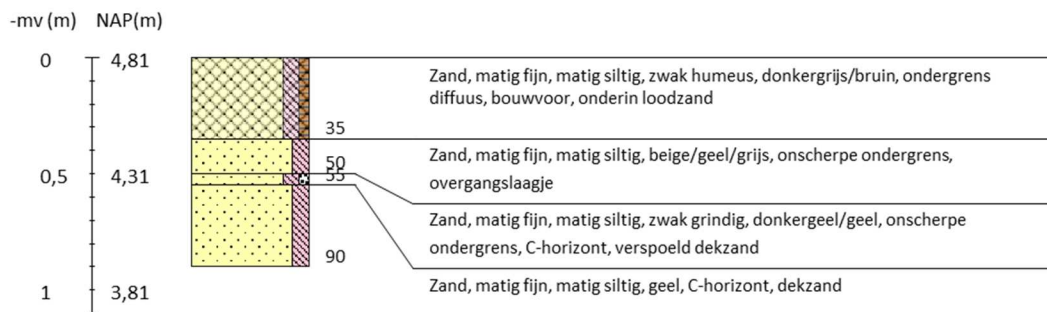 -mv (m) NAP(m)
0 4,81
Zand, matig fijn, matig siltig, zwak humeus, donkergrijs/bruin, ondergrens
diffuus, bouwvoor, onderin loodzand
35
Zand, matig fijn, matig siltig, beige/geel/grijs, onscherpe ondergrens,
overgangslaagje
50
0,5 4,31
55
Zand, matig fijn, matig siltig, zwak grindig, donkergeel/geel, onscherpe
ondergrens, C-horizont, verspoeld dekzand
90
Zand, matig fijn, matig siltig, geel, C-horizont, dekzand
1 3,81